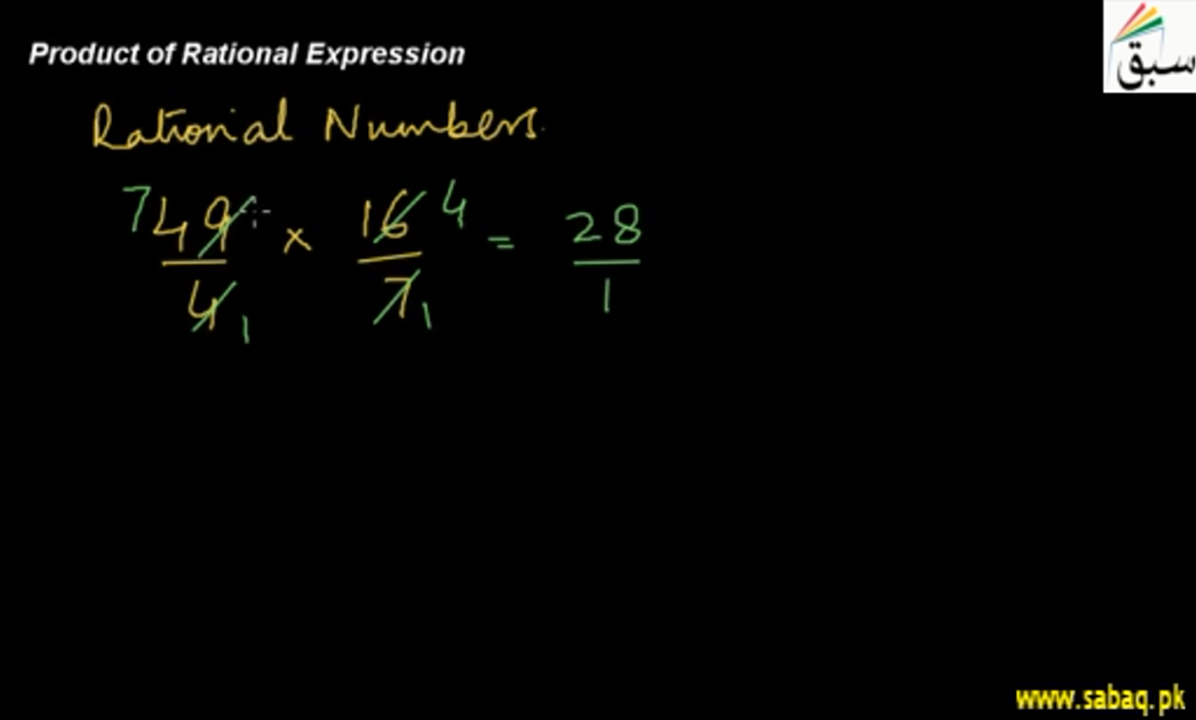 Product of Rational Expression
سبق
Rational Numbers
7 49 × 16 4 = 28
4 1 7 1 1
www.sabaq.pk